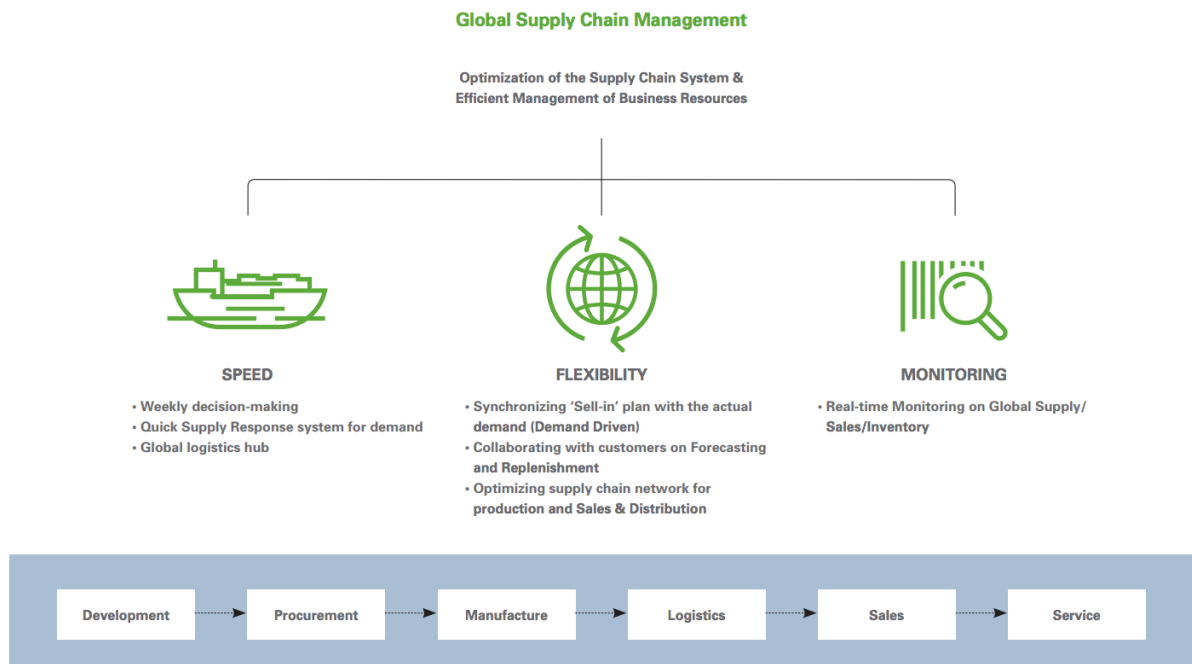 Global Supply Chain Management
Optimization of the Supply Chain System &
Efficient Management of Business Resources
SPEED
• Weekly decision-making
• Quick Supply Response system for demand
• Global logistics hub
FLEXIBILITY
• Synchronizing ‘Sell-in’ plan with the actual
demand (Demand Driven)
• Collaborating with customers on Forecasting
and Replenishment
• Optimizing supply chain network for
production and Sales & Distribution
MONITORING
• Real-time Monitoring on Global Supply/
Sales/Inventory
Development
Procurement
Manufacture
Logistics
Sales
Service